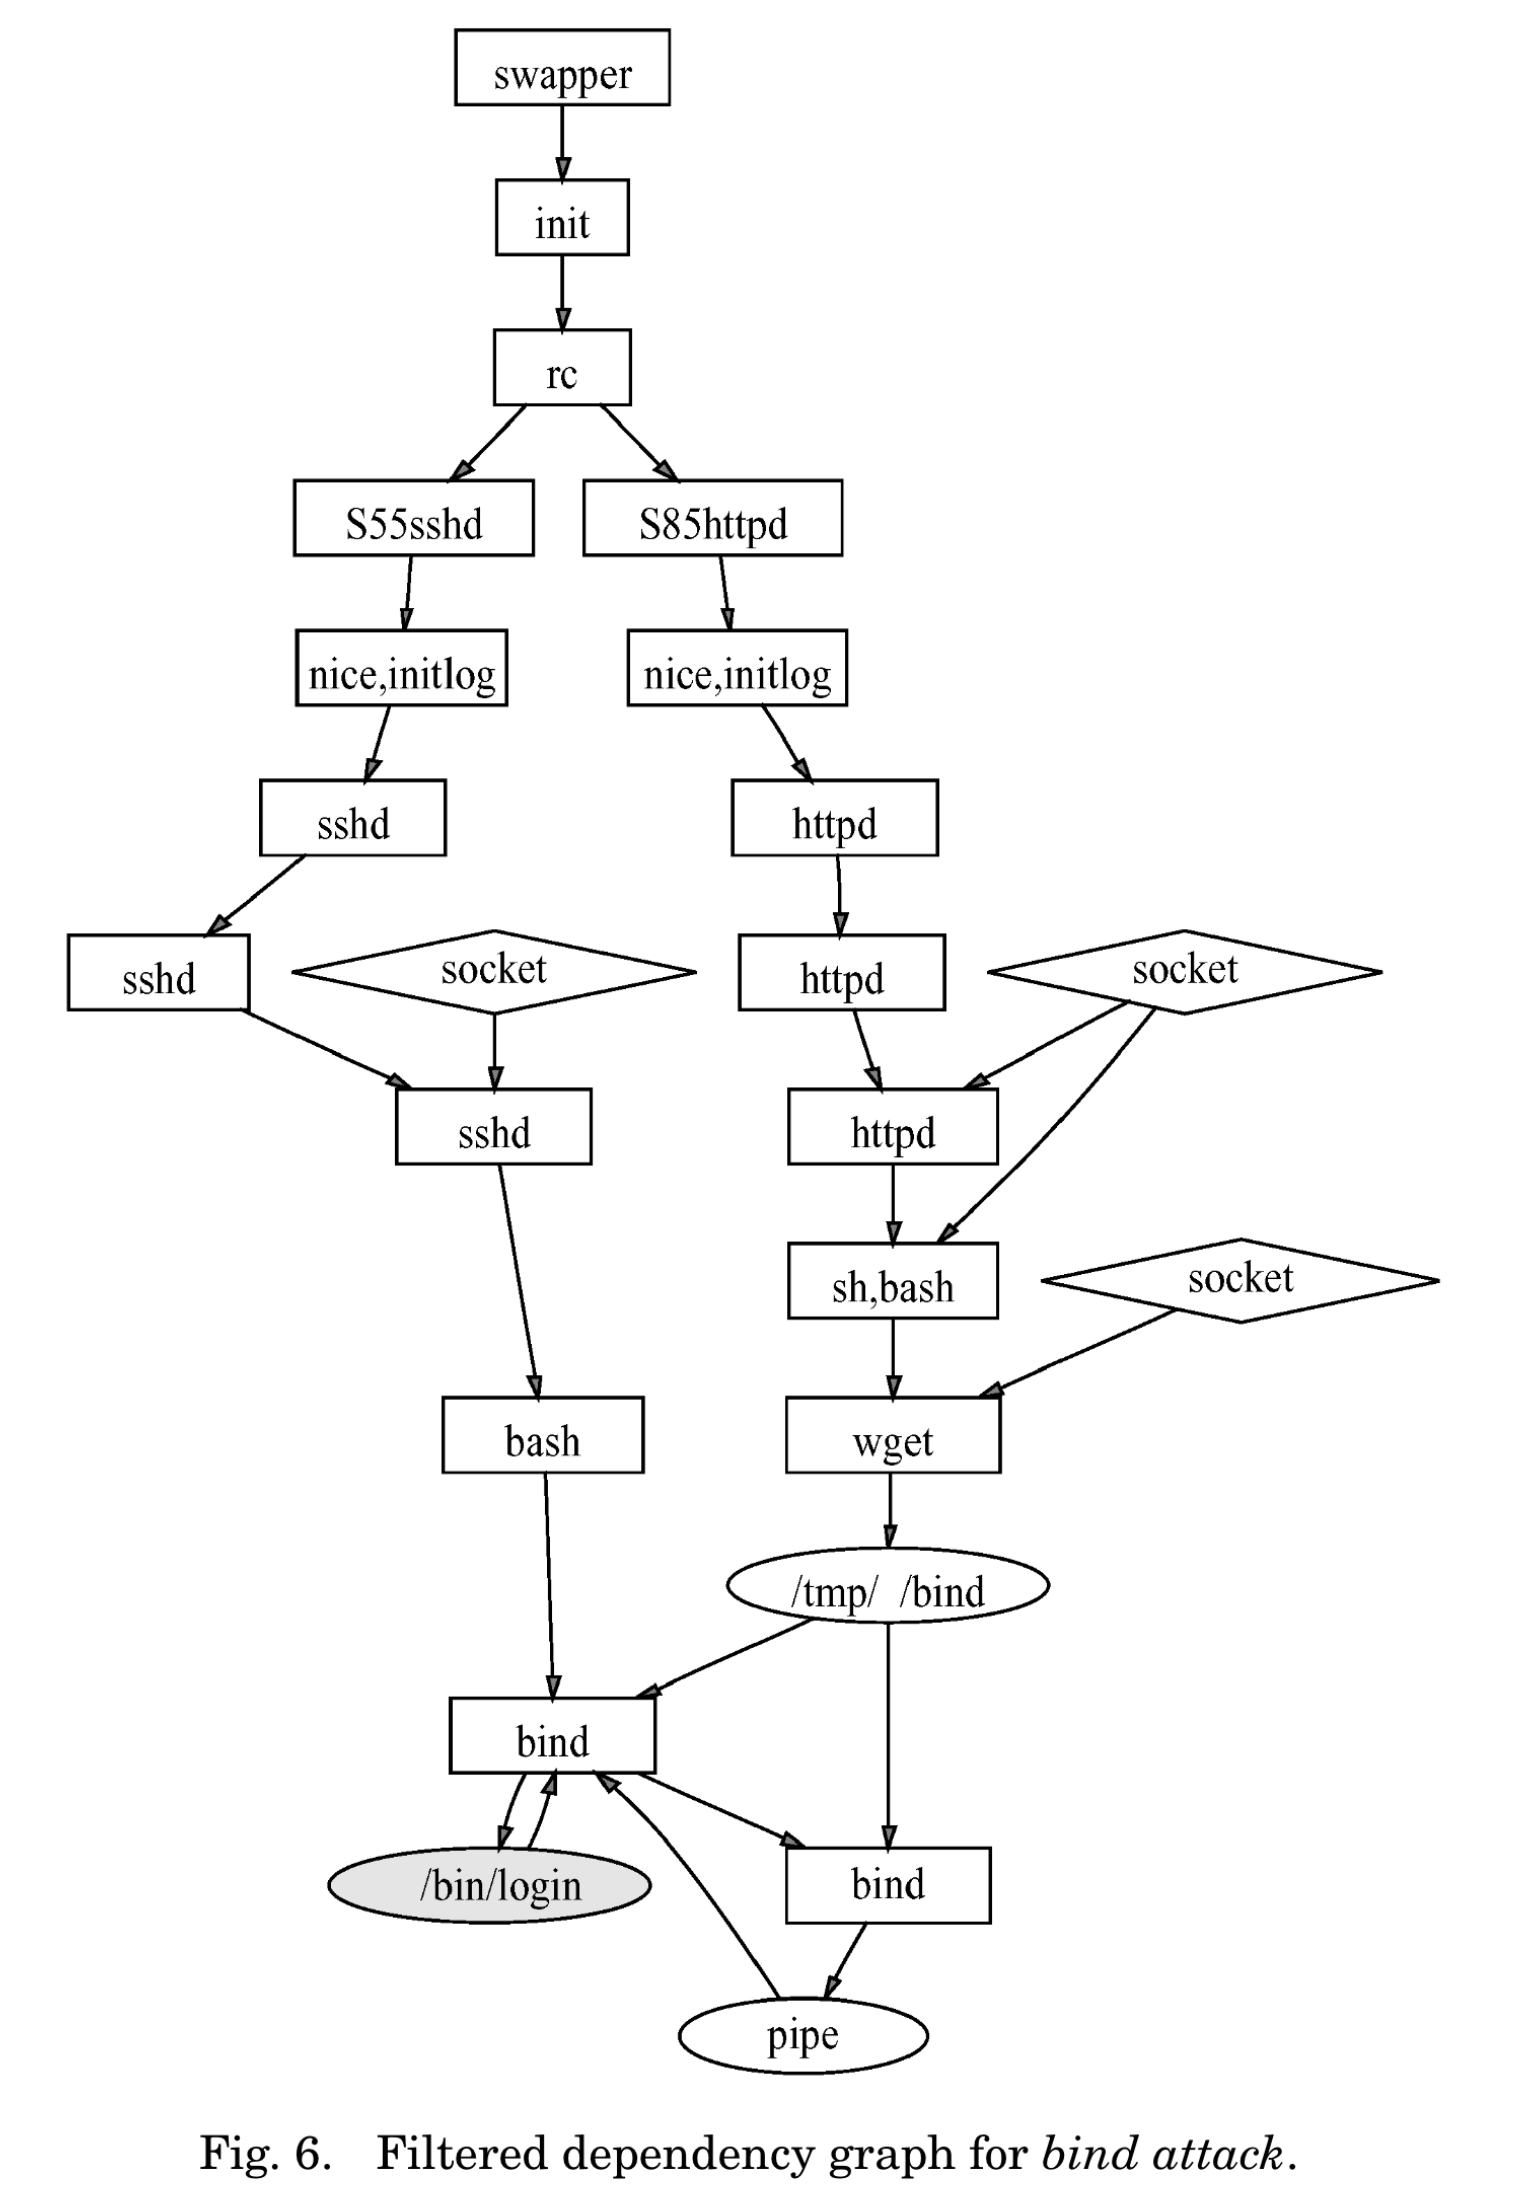 swapper
init
rc
S55sshd
S85httpd
nice,initlog
nice,initlog
sshd
httpd
sshd
socket
httpd
socket
sshd
httpd
sh,bash
socket
bash
wget
/tmp/  /bind
bind
/bin/login
bind
pipe
Fig. 6. Filtered dependency graph for bind attack.